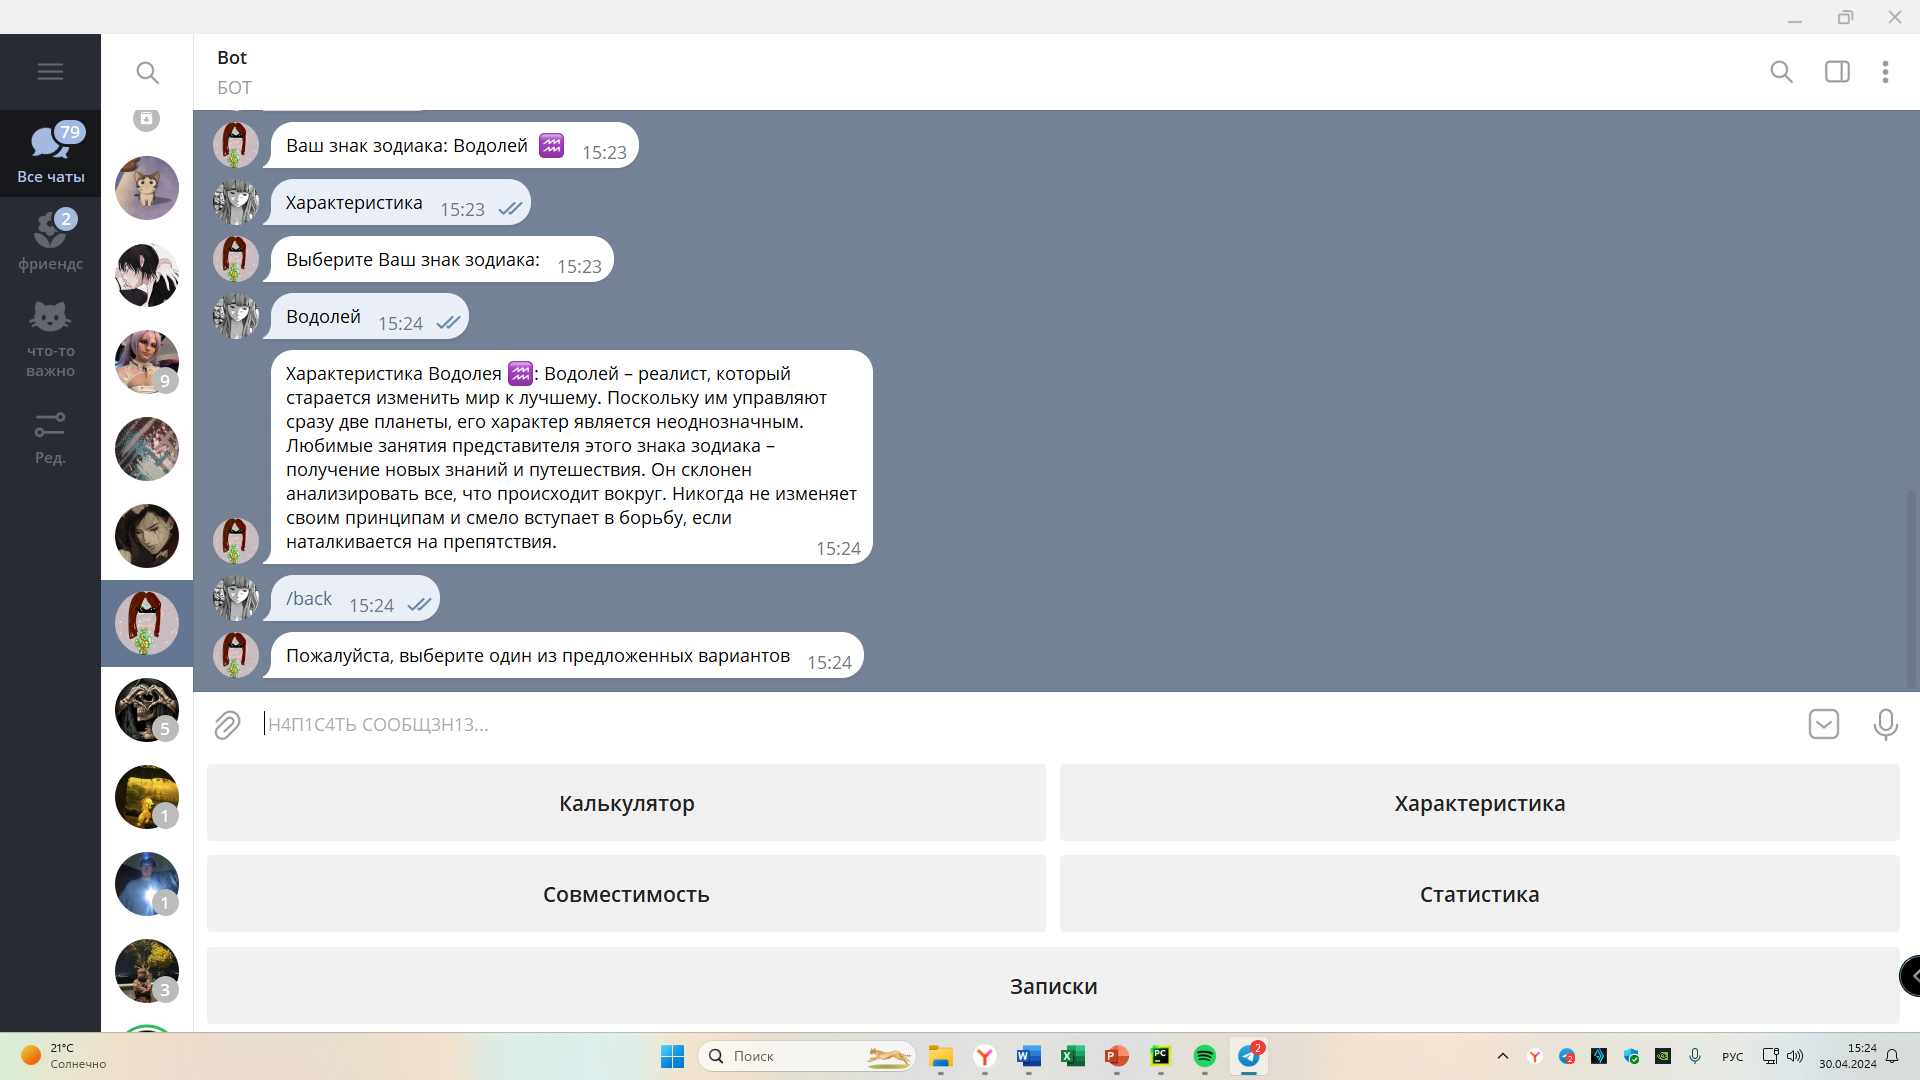 Bot
БОТ
79
Все чаты
2
фриендс
что-то
важно
Ред.
9
5
1
1
3
Ваш знак зодиака: Водолей ♒ 15:23
Характеристика 15:23
Выберите Ваш знак зодиака: 15:23
Водолей 15:24
Характеристика Водолея ♒: Водолей – реалист, который
старается изменить мир к лучшему. Поскольку им управляют
сразу две планеты, его характер является неоднозначным.
Любимые занятия представителя этого знака зодиака –
получение новых знаний и путешествия. Он склонен
анализировать все, что происходит вокруг. Никогда не изменяет
своим принципам и смело вступает в борьбу, если
наталкивается на препятствия. 15:24
/back 15:24
Пожалуйста, выберите один из предложенных вариантов 15:24
Н4П1С4ТЬ СООБЩ3Н13...
Калькулятор
Характеристика
Совместимость
Статистика
Записки
21°C
Солнечно
Поиск
2
2
РУС
15:24
30.04.2024